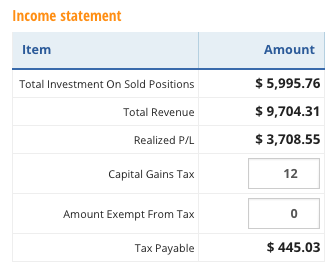 Income statement
Item Amount
Total Investment On Sold Positions $ 5,995.76
Total Revenue $ 9,704.31
Realized P/L $ 3,708.55
Capital Gains Tax 12
Amount Exempt From Tax 0
Tax Payable $ 445.03